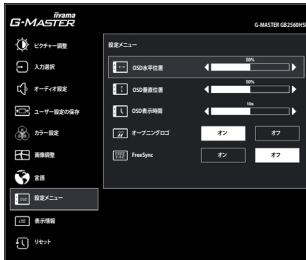 iiyama
G-MASTER
G-MASTER GB2560HSU
ピクチャー調整
入力選択
オーディオ設定
ユーザー設定の保存
カラー設定
画像調整
言語
設定メニュー
表示情報
リセット
設定メニュー
OSD水平位置
50%
OSD垂直位置
50%
OSD表示時間
10s
オープニングロゴ
オン
オフ
FreeSync
オン
オフ